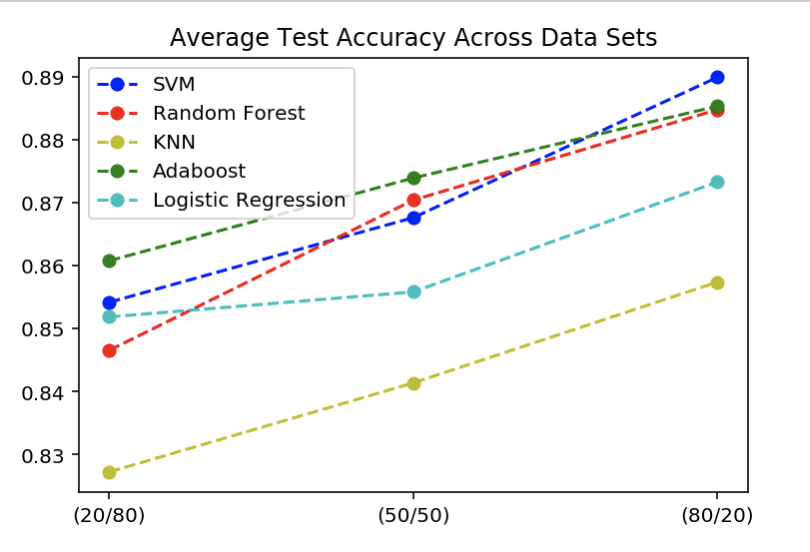 Average Test Accuracy Across Data Sets
0.89
0.88
0.87
0.86
0.85
0.84
0.83
SVM
Random Forest
KNN
Adaboost
Logistic Regression
(20/80) (50/50) (80/20)